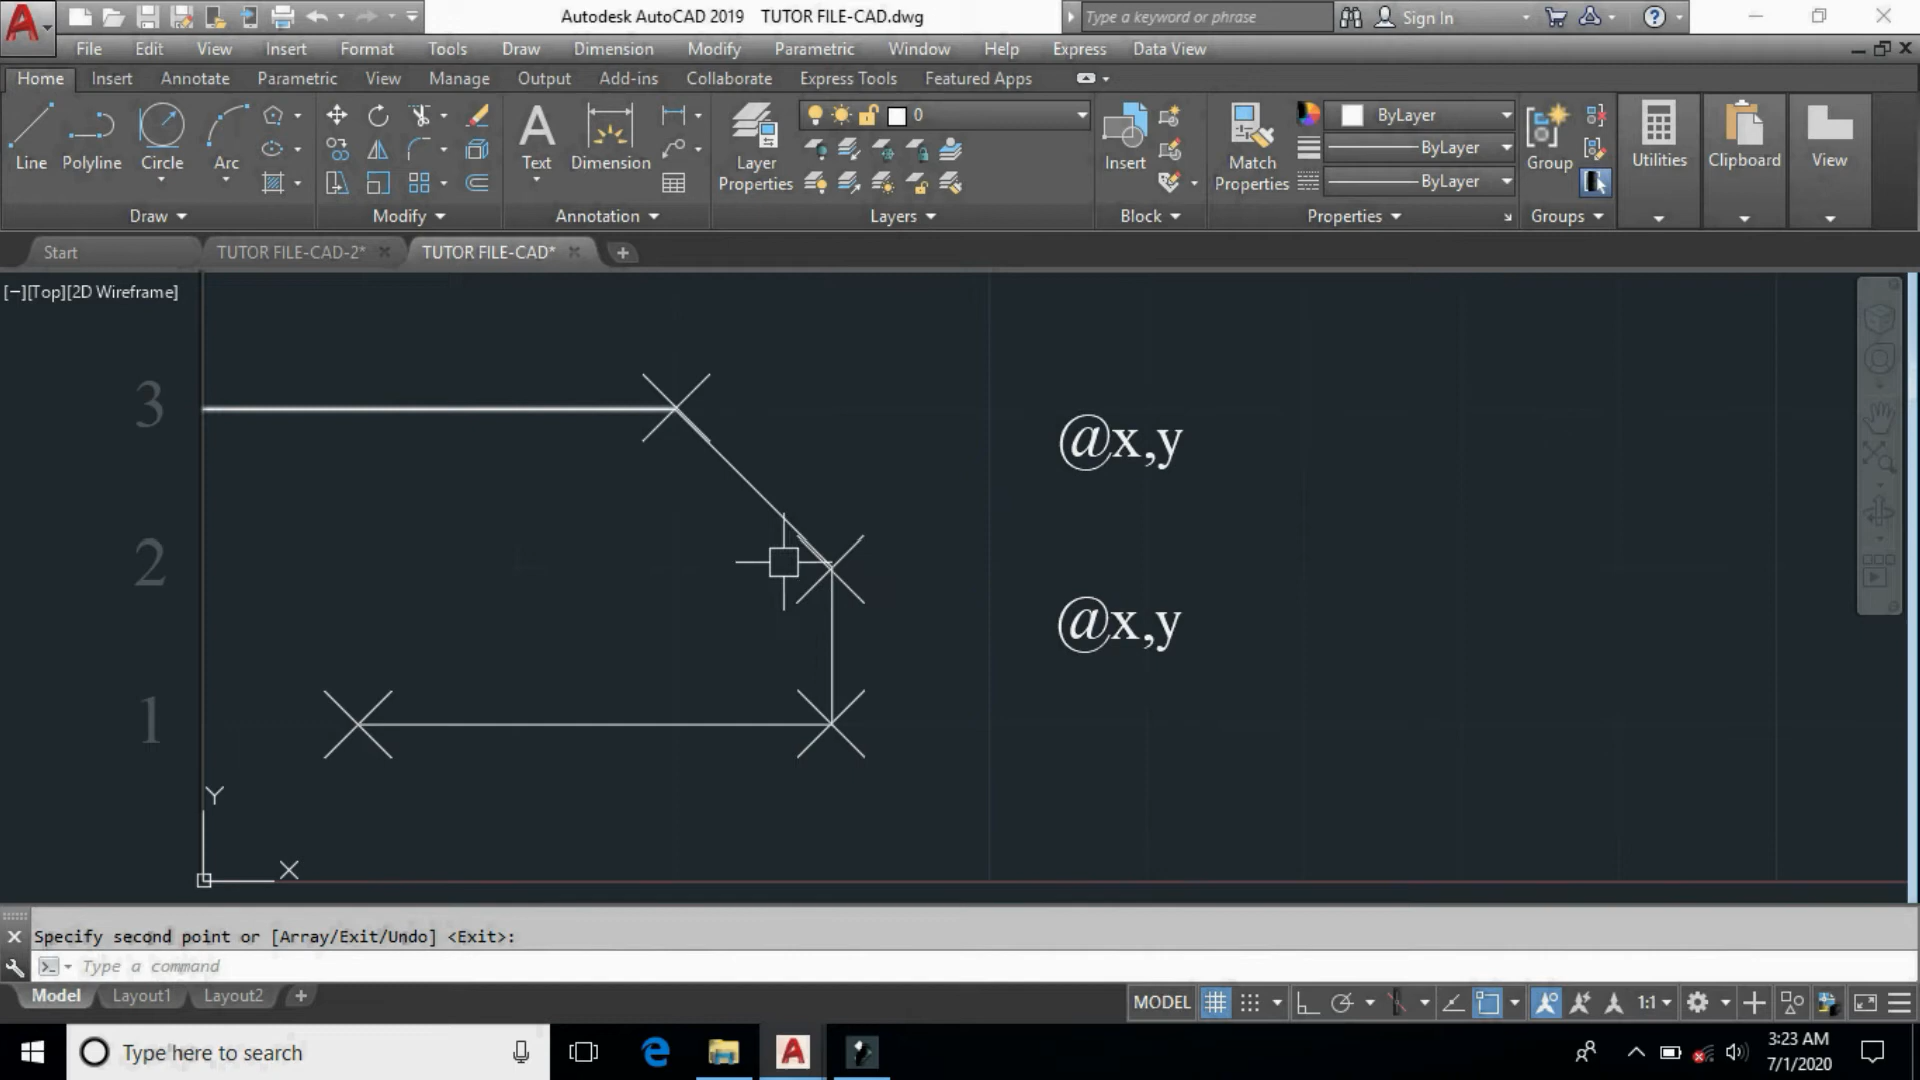 Autodesk AutoCAD 2019 TUTOR FILE-CAD.dwg
Type a keyword or phrase
Sign In
File Edit View Insert Format Tools Draw Dimension Modify Parametric Window Help Express Data View
Home Insert Annotate Parametric View Manage Output Add-ins Collaborate Express Tools Featured Apps
0
ByLayer
ByLayer
ByLayer
Line Polyline Circle Arc
Text Dimension
Layer Properties
Insert
Match Properties
Group
Utilities Clipboard View
Draw Modify Annotation Layers Block Properties Groups
Start TUTOR FILE-CAD-2* TUTOR FILE-CAD*
[−][Top][2D Wireframe]
3
@x,y
2
@x,y
1
Y
X
Specify second point or [Array/Exit/Undo] <Exit>:
Type a command
Model Layout1 Layout2
MODEL 1:1
Type here to search
3:23 AM
7/1/2020